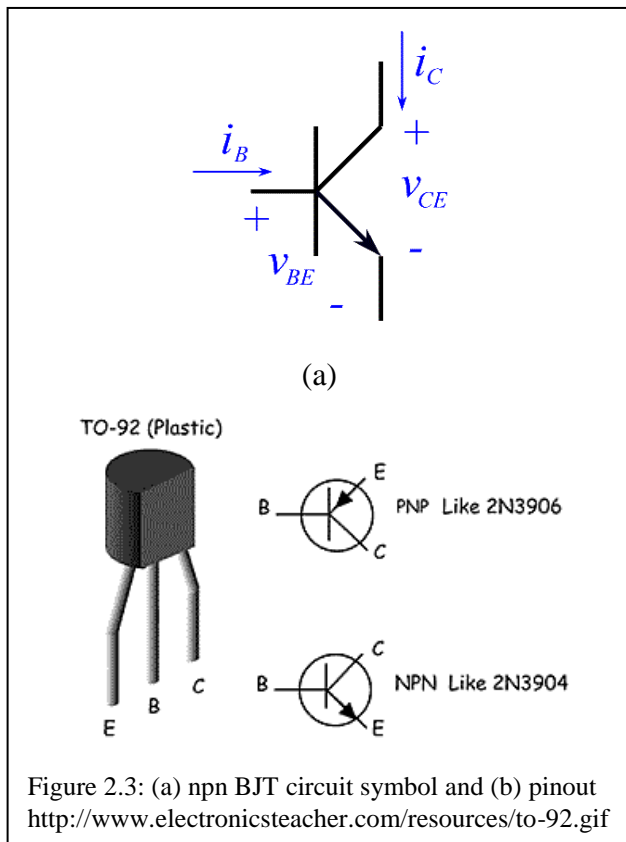 i_C
+
i_B
v_CE
+
-
v_BE
-
(a)
TO-92 (Plastic)
E
B
PNP Like 2N3906
C
C
B
NPN Like 2N3904
E
E
B
C
Figure 2.3: (a) npn BJT circuit symbol and (b) pinout
http://www.electronicsteacher.com/resources/to-92.gif